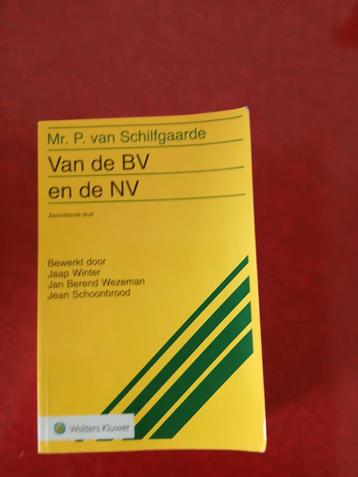 Mr. P. van Schilfgaarde
Van de BV
en de NV
Zeventiende druk
Bewerkt door
Jaap Winter
Jan Berend Wezeman
Jean Schoonbrood
Wolters Kluwer